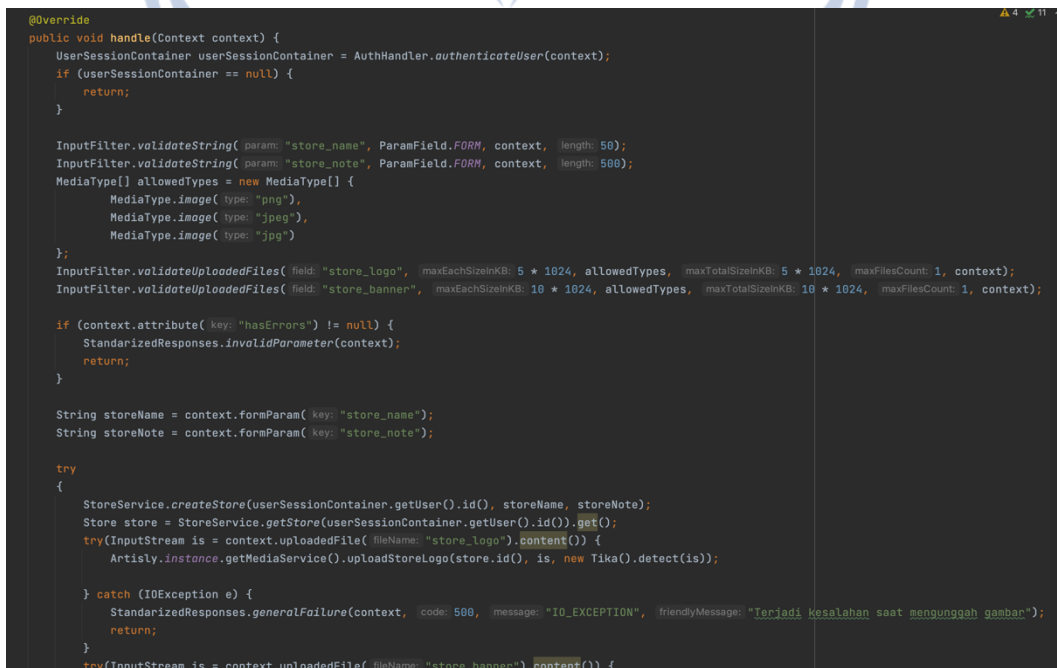 4 11
@Override
public void handle(Context context) {
UserSessionContainer userSessionContainer = AuthHandler.authenticateUser(context);
if (userSessionContainer == null) {
return;
}
InputFilter.validateString( param: "store_name", ParamField.FORM, context, length: 50);
InputFilter.validateString( param: "store_note", ParamField.FORM, context, length: 500);
MediaType[] allowedTypes = new MediaType[] {
MediaType.image( type: "png"),
MediaType.image( type: "jpeg"),
MediaType.image( type: "jpg")
};
InputFilter.validateUploadedFiles( field: "store_logo", maxEachSizeInKB: 5 * 1024, allowedTypes, maxTotalSizeInKB: 5 * 1024, maxFilesCount: 1, context);
InputFilter.validateUploadedFiles( field: "store_banner", maxEachSizeInKB: 10 * 1024, allowedTypes, maxTotalSizeInKB: 10 * 1024, maxFilesCount: 1, context);
if (context.attribute( key: "hasErrors") != null) {
StandarizedResponses.invalidParameter(context);
return;
}
String storeName = context.formParam( key: "store_name");
String storeNote = context.formParam( key: "store_note");
try
{
StoreService.createStore(userSessionContainer.getUser().id(), storeName, storeNote);
Store store = StoreService.getStore(userSessionContainer.getUser().id()).get();
try(InputStream is = context.uploadedFile( fileName: "store_logo").content()) {
Artisly.instance.getMediaService().uploadStoreLogo(store.id(), is, new Tika().detect(is));
} catch (IOException e) {
StandarizedResponses.generalFailure(context, code: 500, message: "IO_EXCEPTION", friendlyMessage: "Terjadi kesalahan saat mengunggah gambar");
return;
}
try(InputStream is = context.uploadedFile( fileName: "store_banner").content()) {